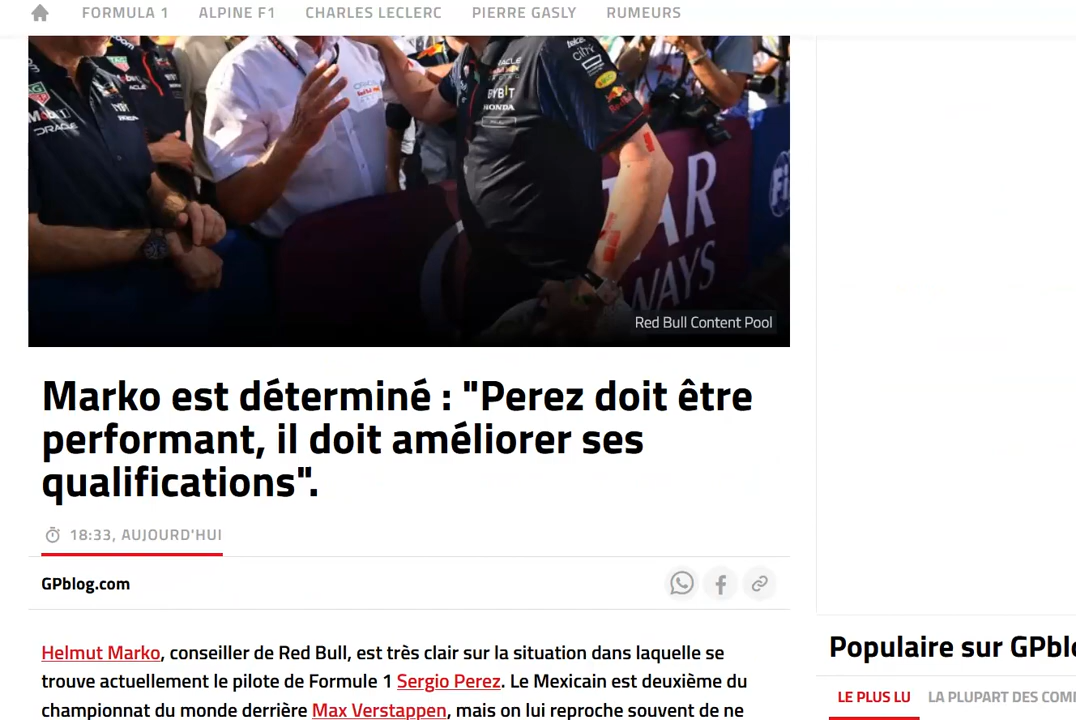 FORMULA 1 ALPINE F1 CHARLES LECLERC PIERRE GASLY RUMEURS
ORACLE
BYBIT
HONDA
Red Bull Content Pool
Marko est déterminé : "Perez doit être
performant, il doit améliorer ses
qualifications".
18:33, AUJOURD'HUI
GPblog.com
Helmut Marko, conseiller de Red Bull, est très clair sur la situation dans laquelle se
trouve actuellement le pilote de Formule 1 Sergio Perez. Le Mexicain est deuxième du
championnat du monde derrière Max Verstappen, mais on lui reproche souvent de ne
Populaire sur GPblo
LE PLUS LU LA PLUPART DES COM